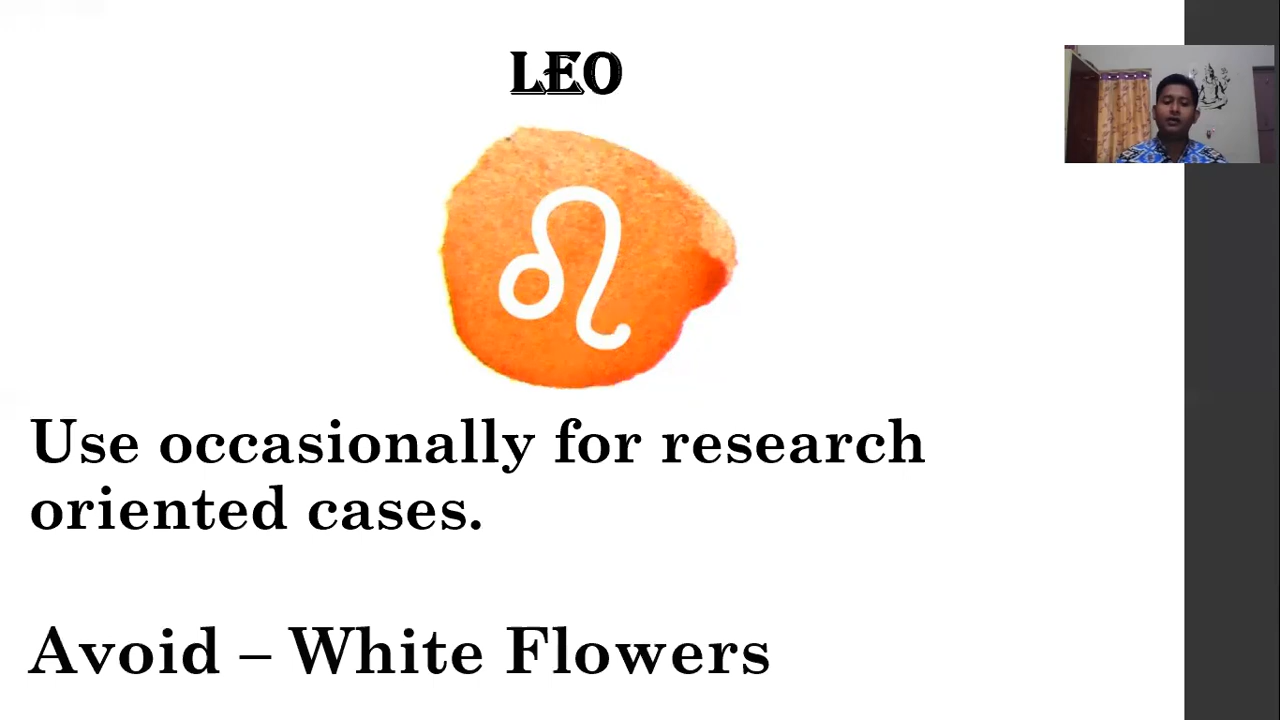 LEO
Use occasionally for research
oriented cases.
Avoid – White Flowers